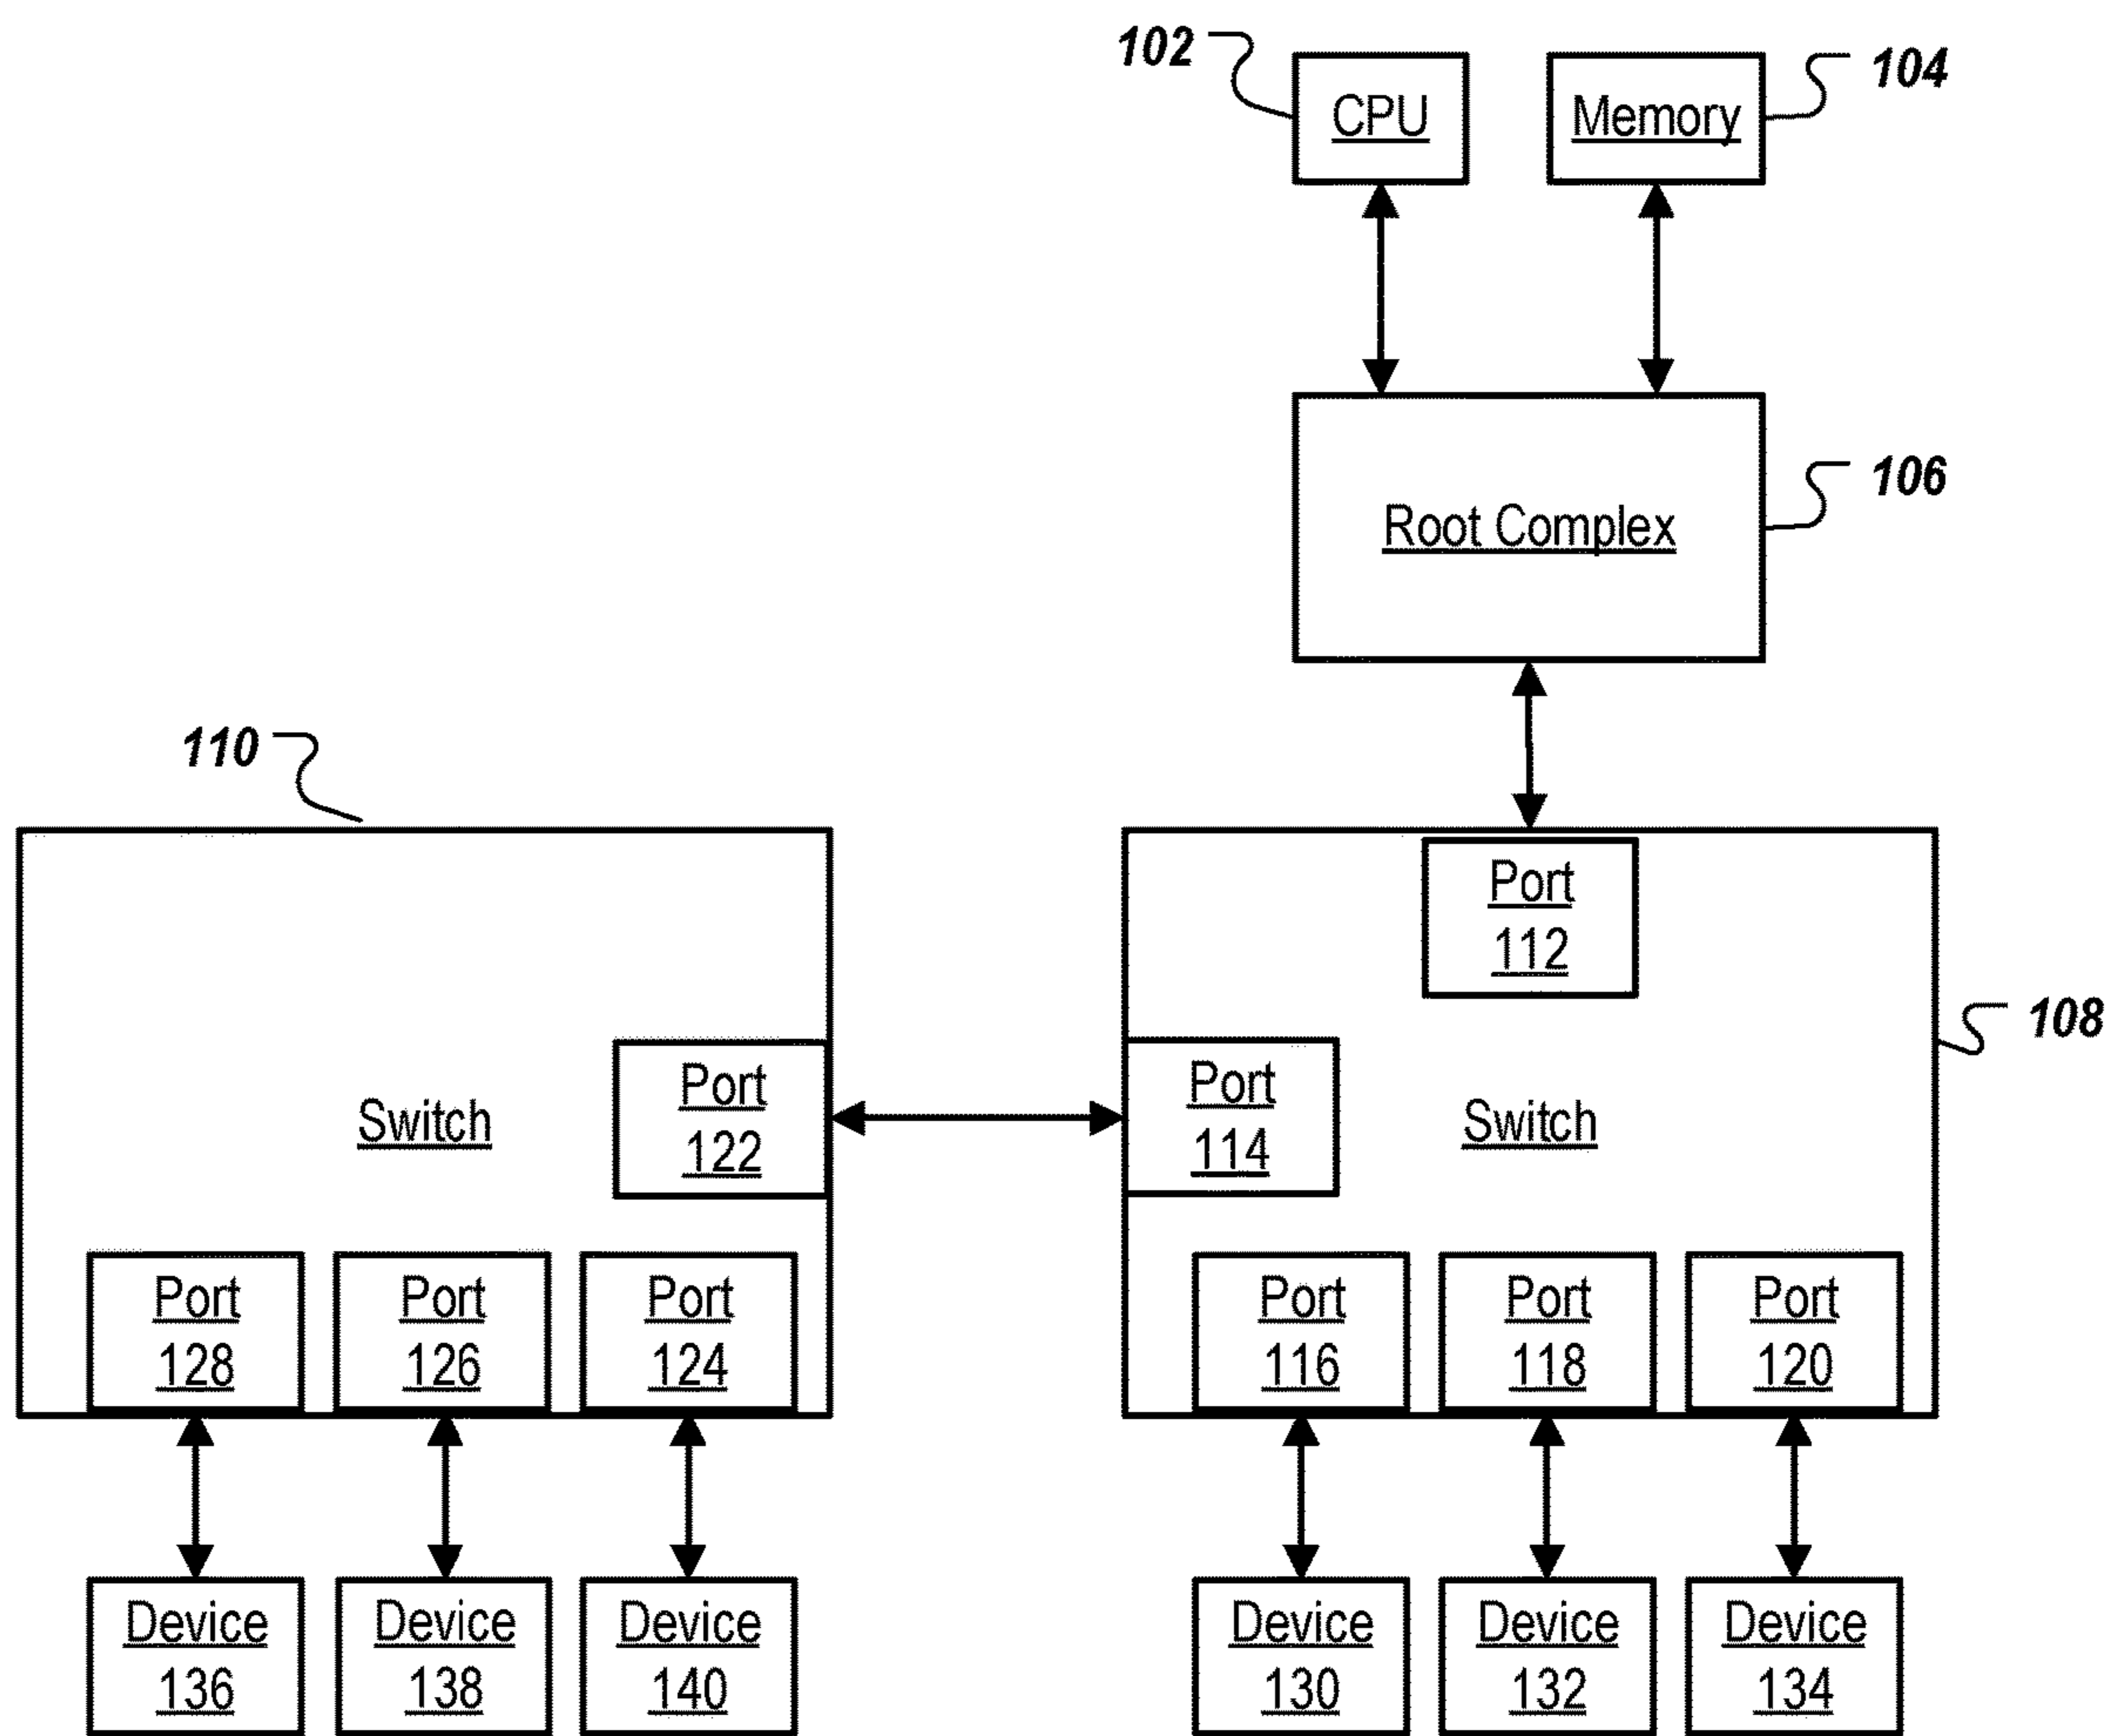 102
CPU
Memory
104
Root Complex
106
110
Port
112
108
Switch
Port
122
Port
114
Switch
Port
128
Port
126
Port
124
Port
116
Port
118
Port
120
Device
136
Device
138
Device
140
Device
130
Device
132
Device
134